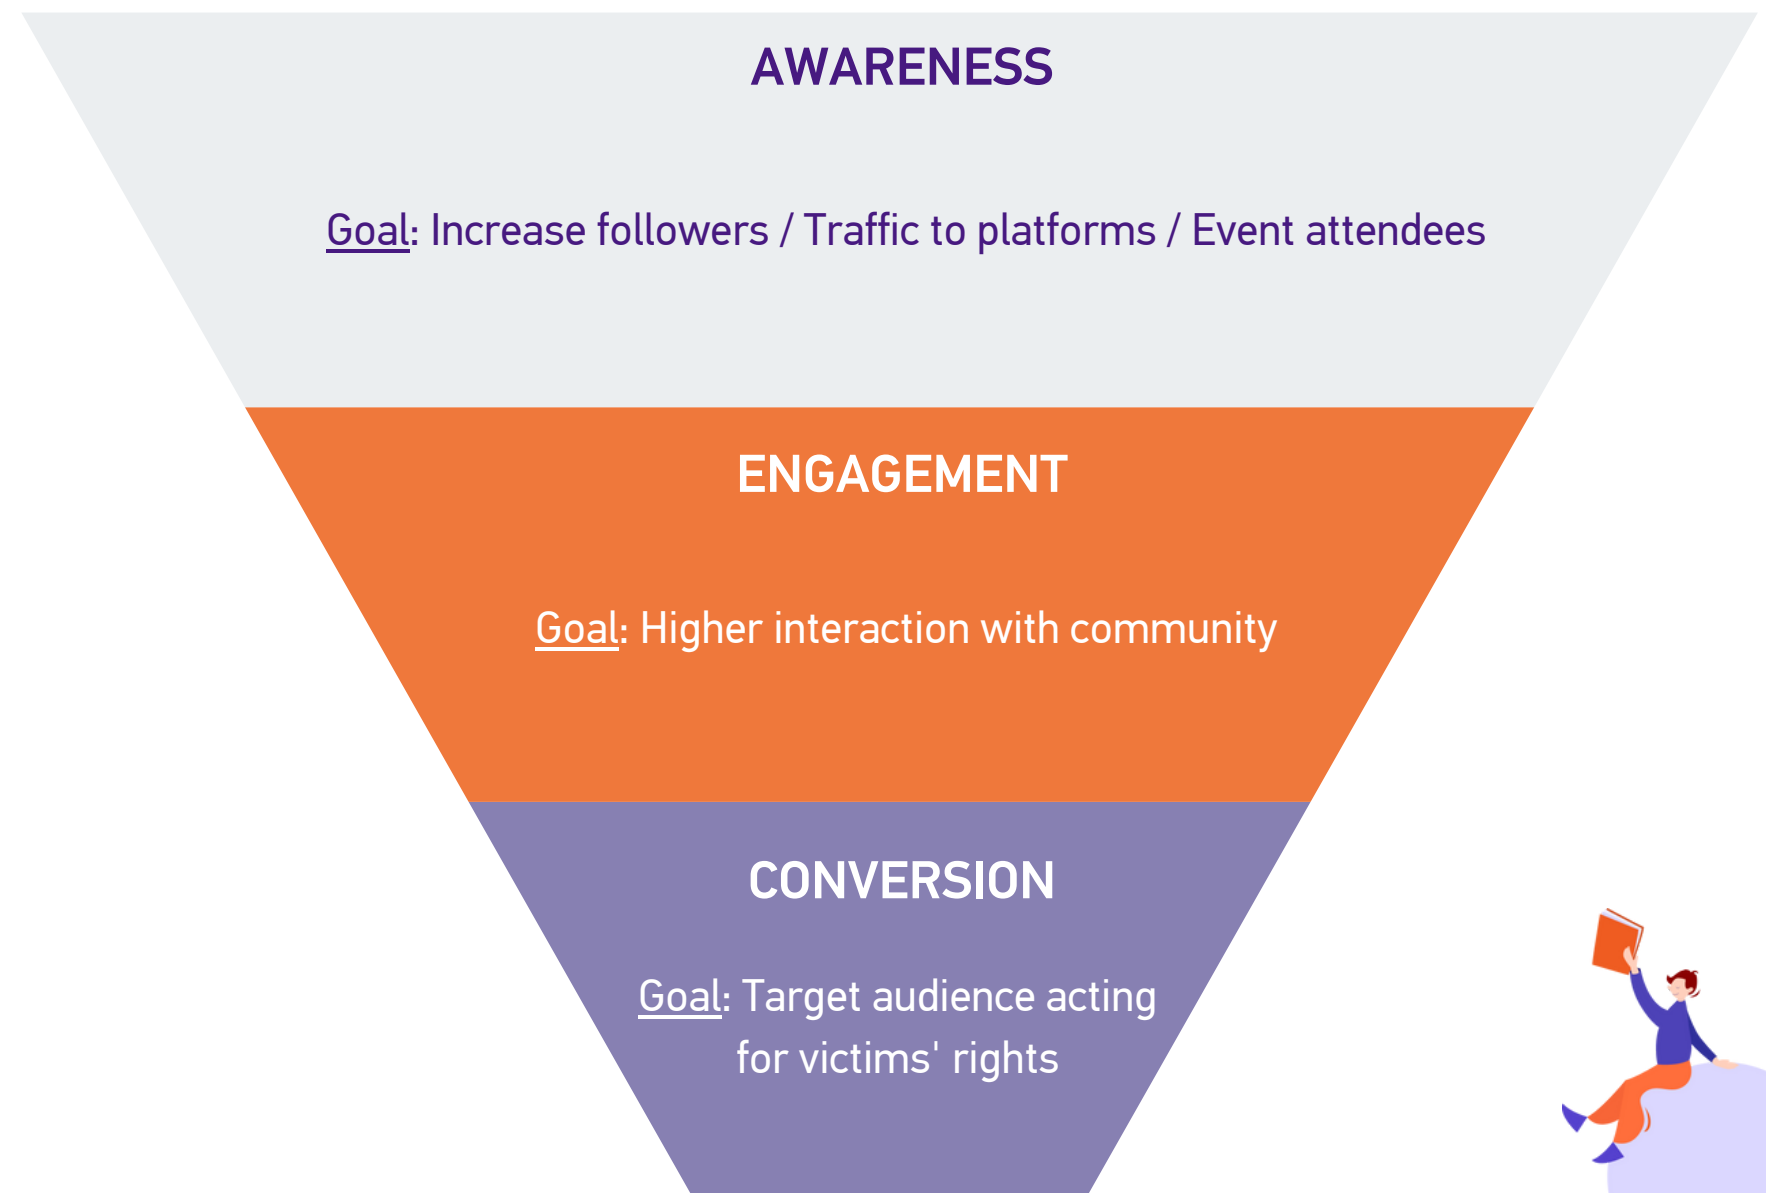 AWARENESS
Goal: Increase followers / Traffic to platforms / Event attendees
ENGAGEMENT
Goal: Higher interaction with community
CONVERSION
Goal: Target audience acting
for victims' rights